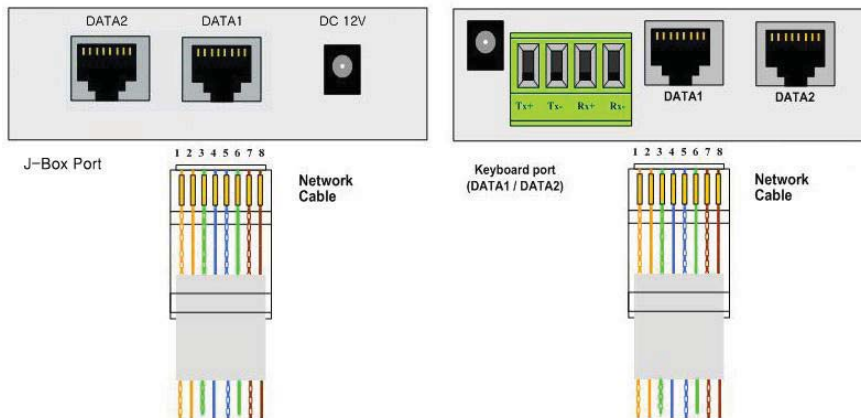 DATA2 DATA1 DC 12V
J-Box Port
1 2 3 4 5 6 7 8
Network
Cable
Tx+ Tx- Rx+ Rx-
DATA1 DATA2
Keyboard port
(DATA1 / DATA2)
1 2 3 4 5 6 7 8
Network
Cable